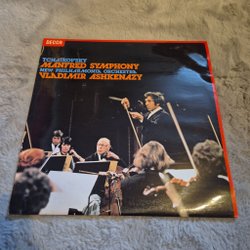 DECCA
TCHAIKOVSKY
MANFRED SYMPHONY
NEW PHILHARMONIA ORCHESTRA
VLADIMIR ASHKENAZY